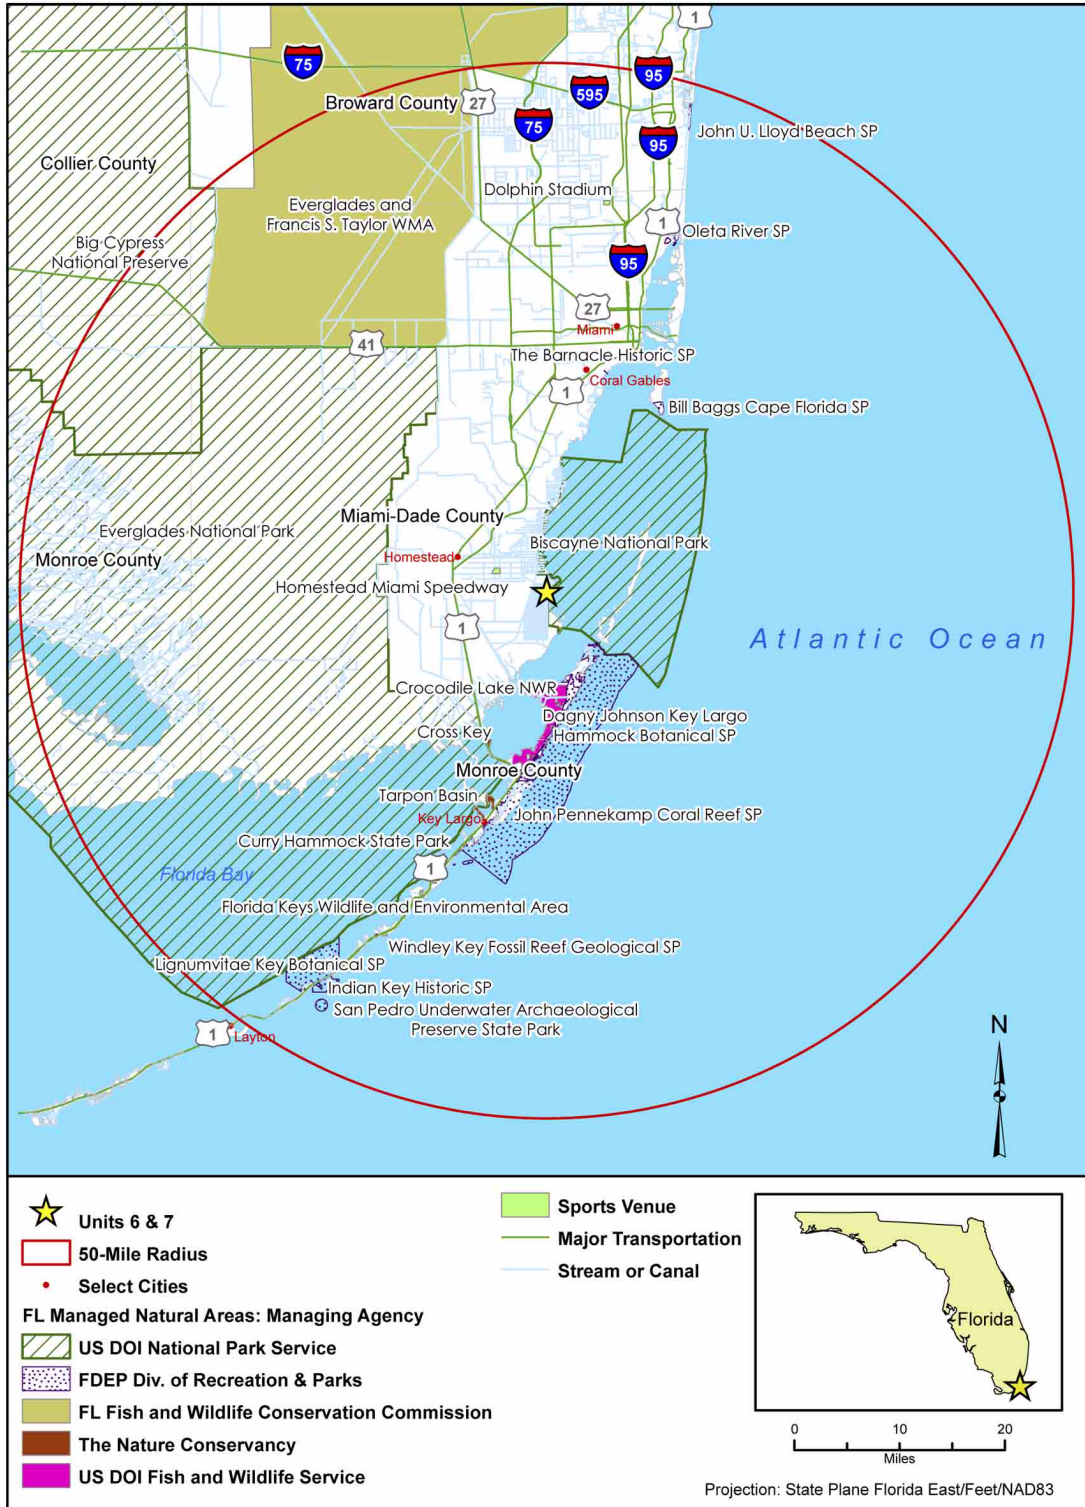 1
75
595
95
Broward County
27
75
John U. Lloyd Beach SP
95
Collier County
Dolphin Stadium
Everglades and
Francis S. Taylor WMA
1
Oleta River SP
Big Cypress
National Preserve
95
27
Miami
41
The Barnacle Historic SP
Coral Gables
1
Bill Baggs Cape Florida SP
Miami-Dade County
Everglades National Park
Biscayne National Park
Monroe County
Homestead
Homestead Miami Speedway
1
Atlantic Ocean
Crocodile Lake NWR
Dagny Johnson Key Largo
Hammock Botanical SP
Cross Key
Monroe County
Tarpon Basin
Key Largo
John Pennekamp Coral Reef SP
Curry Hammock State Park
1
Florida Bay
Florida Keys Wildlife and Environmental Area
Windley Key Fossil Reef Geological SP
Lignumvitae Key Botanical SP
Indian Key Historic SP
San Pedro Underwater Archaeological
Preserve State Park
1
Layton
N
Units 6 & 7
50-Mile Radius
Select Cities
FL Managed Natural Areas: Managing Agency
US DOI National Park Service
FDEP Div. of Recreation & Parks
FL Fish and Wildlife Conservation Commission
The Nature Conservancy
US DOI Fish and Wildlife Service
Sports Venue
Major Transportation
Stream or Canal
Florida
0 10 20
Miles
Projection: State Plane Florida East/Feet/NAD83